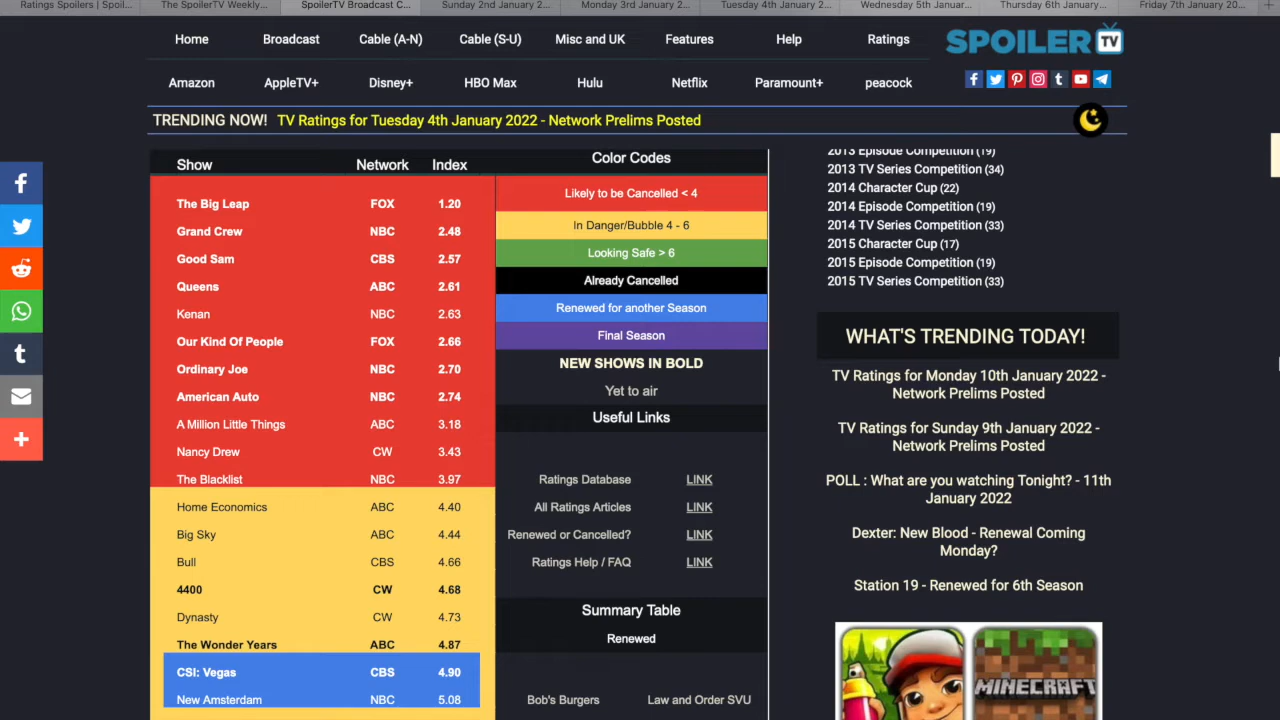 Ratings Spoilers | Spoil...
The SpoilerTV Weekly...
SpoilerTV Broadcast C...
Sunday 2nd January 2...
Monday 3rd January 2...
Tuesday 4th January 2...
Wednesday 5th Januar...
Thursday 6th January...
Friday 7th January 20...
Home
Broadcast
Cable (A-N)
Cable (S-U)
Misc and UK
Features
Help
Ratings
SPOILER TV
Amazon
AppleTV+
Disney+
HBO Max
Hulu
Netflix
Paramount+
peacock
TRENDING NOW! TV Ratings for Tuesday 4th January 2022 - Network Prelims Posted
Show Network Index
The Big Leap FOX 1.20
Grand Crew NBC 2.48
Good Sam CBS 2.57
Queens ABC 2.61
Kenan NBC 2.63
Our Kind Of People FOX 2.66
Ordinary Joe NBC 2.70
American Auto NBC 2.74
A Million Little Things ABC 3.18
Nancy Drew CW 3.43
The Blacklist NBC 3.97
Home Economics ABC 4.40
Big Sky ABC 4.44
Bull CBS 4.66
4400 CW 4.68
Dynasty CW 4.73
The Wonder Years ABC 4.87
CSI: Vegas CBS 4.90
New Amsterdam NBC 5.08
Color Codes
Likely to be Cancelled < 4
In Danger/Bubble 4 - 6
Looking Safe > 6
Already Cancelled
Renewed for another Season
Final Season
NEW SHOWS IN BOLD
Yet to air
Useful Links
Ratings Database LINK
All Ratings Articles LINK
Renewed or Cancelled? LINK
Ratings Help / FAQ LINK
Summary Table
Renewed
Bob's Burgers Law and Order SVU
2013 Episode Competition (19)
2013 TV Series Competition (34)
2014 Character Cup (22)
2014 Episode Competition (19)
2014 TV Series Competition (33)
2015 Character Cup (17)
2015 Episode Competition (19)
2015 TV Series Competition (33)
WHAT'S TRENDING TODAY!
TV Ratings for Monday 10th January 2022 -
Network Prelims Posted
TV Ratings for Sunday 9th January 2022 -
Network Prelims Posted
POLL : What are you watching Tonight? - 11th
January 2022
Dexter: New Blood - Renewal Coming
Monday?
Station 19 - Renewed for 6th Season
MINECRAFT